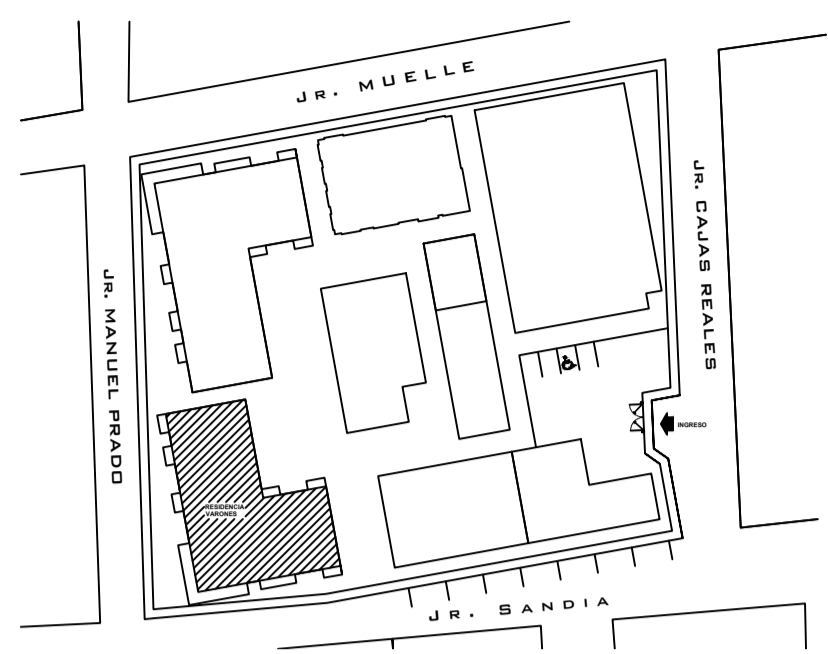 JR. MUELLE
JR. CAJAS REALES
JR. MANUEL PRADO
INGRESO
RESIDENCIA
VARONES
JR. SANDIA